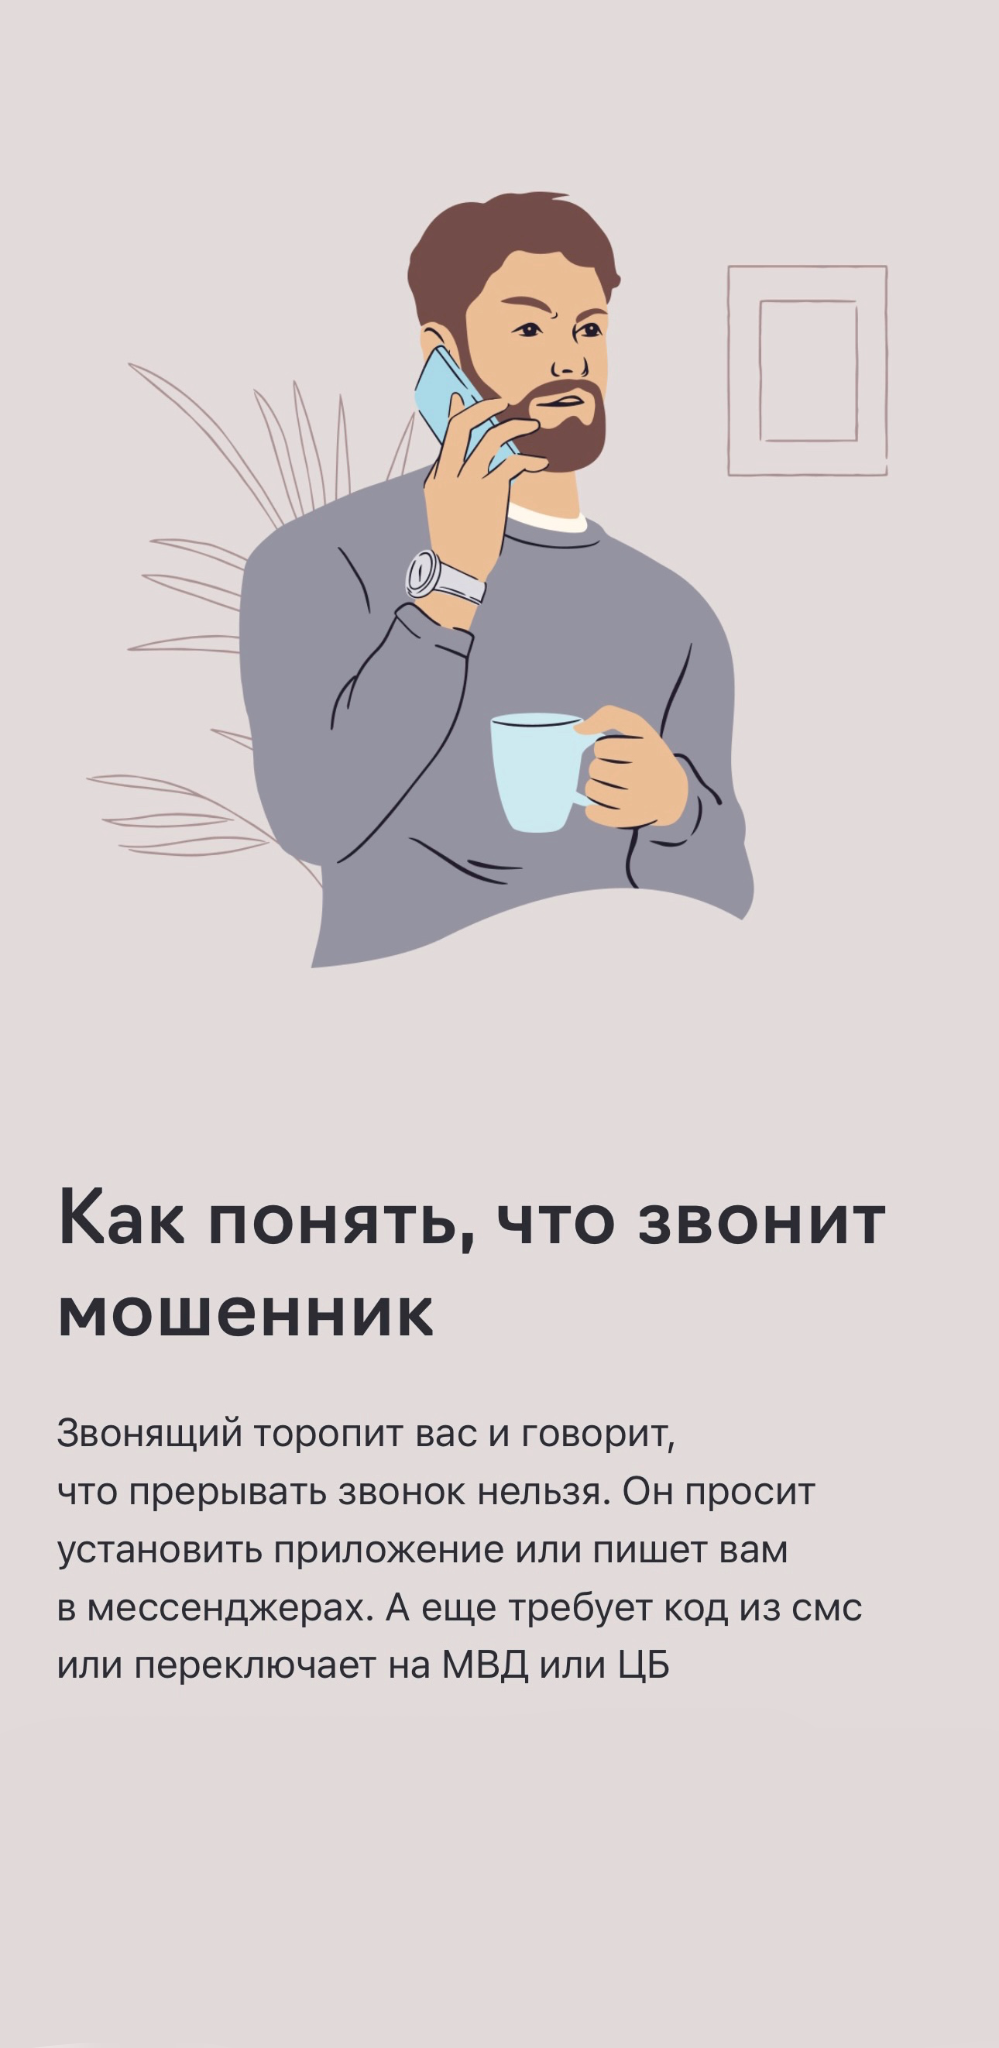 Как понять, что звонит
мошенник
Звонящий торопит вас и говорит,
что прерывать звонок нельзя. Он просит
установить приложение или пишет вам
в мессенджерах. А еще требует код из смс
или переключает на МВД или ЦБ